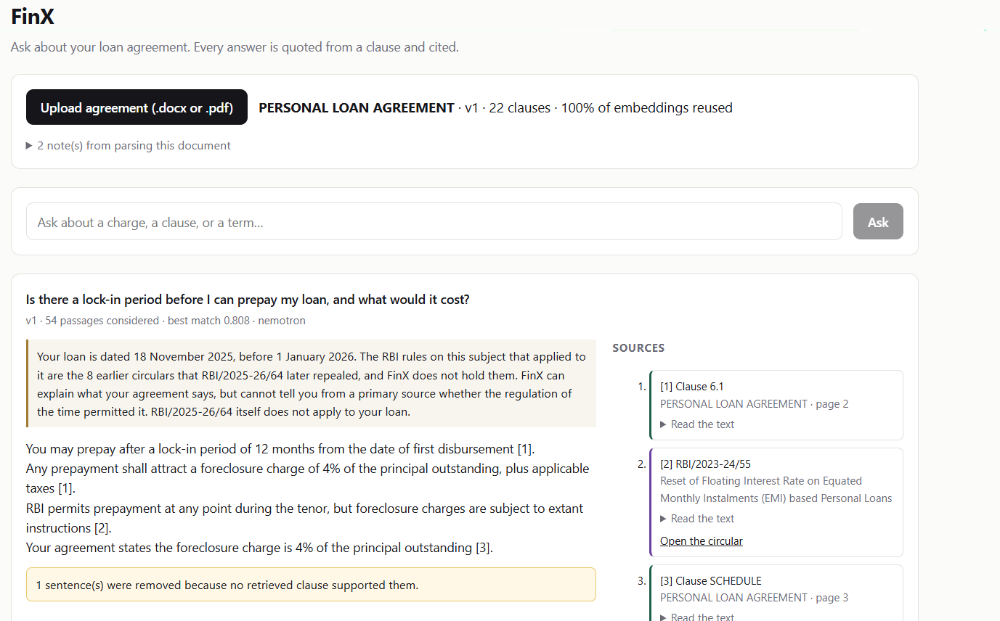 FinX
Ask about your loan agreement. Every answer is quoted from a clause and cited.
Upload agreement (.docx or .pdf)
PERSONAL LOAN AGREEMENT · v1 · 22 clauses · 100% of embeddings reused
▶ 2 note(s) from parsing this document
Ask about a charge, a clause, or a term...
Ask
Is there a lock-in period before I can prepay my loan, and what would it cost?
v1 · 54 passages considered · best match 0.808 · nemotron
Your loan is dated 18 November 2025, before 1 January 2026. The RBI rules on this subject that applied to
it are the 8 earlier circulars that RBI/2025-26/64 later repealed, and FinX does not hold them. FinX can
explain what your agreement says, but cannot tell you from a primary source whether the regulation of
the time permitted it. RBI/2025-26/64 itself does not apply to your loan.
You may prepay after a lock-in period of 12 months from the date of first disbursement [1].
Any prepayment shall attract a foreclosure charge of 4% of the principal outstanding, plus applicable
taxes [1].
RBI permits prepayment at any point during the tenor, but foreclosure charges are subject to extant
instructions [2].
Your agreement states the foreclosure charge is 4% of the principal outstanding [3].
1 sentence(s) were removed because no retrieved clause supported them.
SOURCES
1. [1] Clause 6.1
PERSONAL LOAN AGREEMENT · page 2
▶ Read the text
2. [2] RBI/2023-24/55
Reset of Floating Interest Rate on Equated
Monthly Instalments (EMI) based Personal Loans
▶ Read the text
Open the circular
3. [3] Clause SCHEDULE
PERSONAL LOAN AGREEMENT · page 3
▶ Read the text